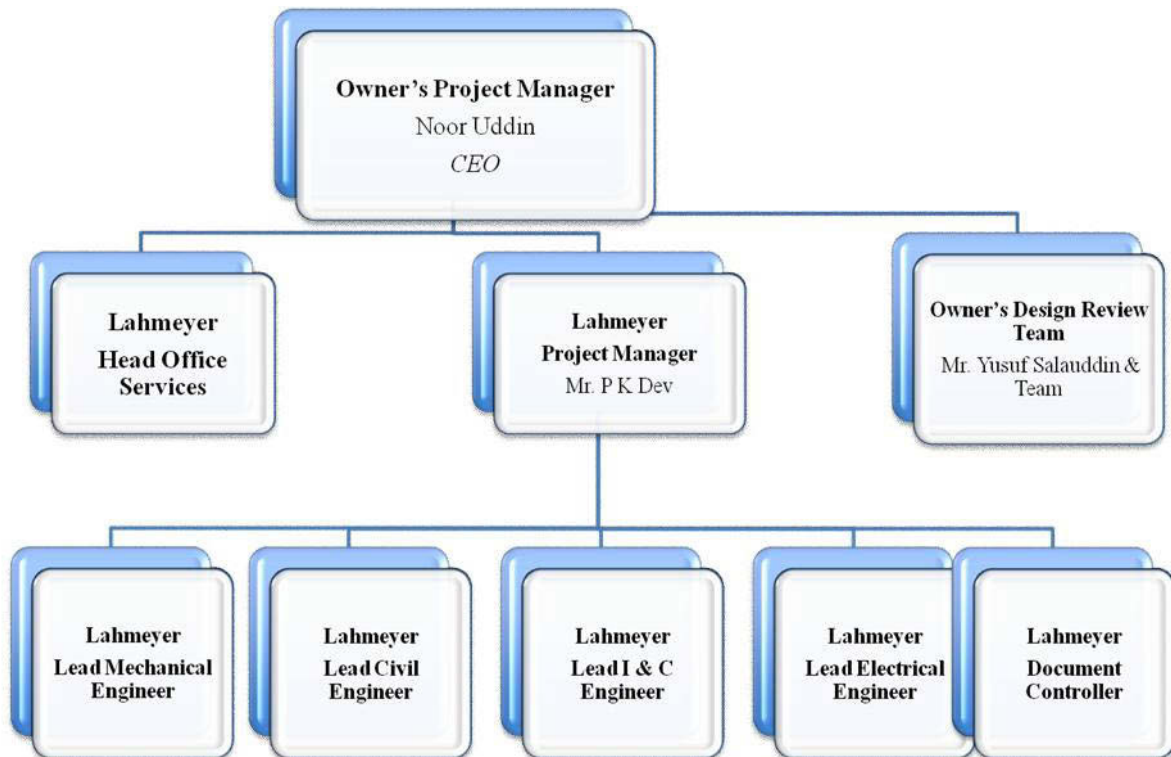 Owner’s Project Manager
Noor Uddin
CEO
Lahmeyer
Head Office
Services
Lahmeyer
Project Manager
Mr. P K Dev
Owner’s Design Review
Team
Mr. Yusuf Salauddin &
Team
Lahmeyer
Lead Mechanical
Engineer
Lahmeyer
Lead Civil
Engineer
Lahmeyer
Lead I & C
Engineer
Lahmeyer
Lead Electrical
Engineer
Lahmeyer
Document
Controller